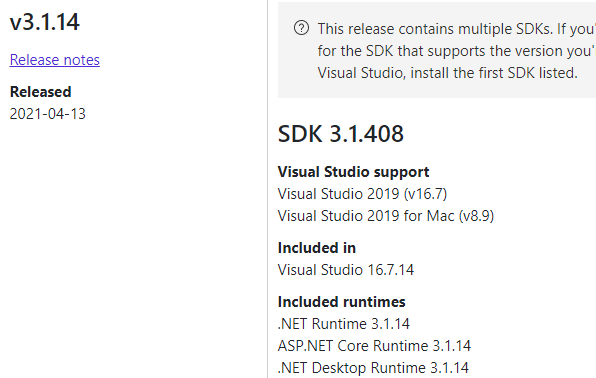 v3.1.14
Release notes
Released
2021-04-13
This release contains multiple SDKs. If you'
for the SDK that supports the version you'
Visual Studio, install the first SDK listed.
SDK 3.1.408
Visual Studio support
Visual Studio 2019 (v16.7)
Visual Studio 2019 for Mac (v8.9)
Included in
Visual Studio 16.7.14
Included runtimes
.NET Runtime 3.1.14
ASP.NET Core Runtime 3.1.14
.NET Desktop Runtime 3.1.14